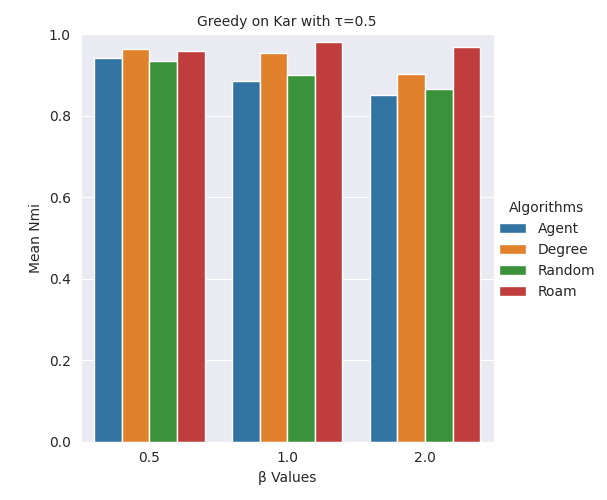 Greedy on Kar with τ=0.5
1.0
0.8
0.6
0.4
0.2
0.0
Mean Nmi
0.5
1.0
2.0
β Values
Algorithms
Agent
Degree
Random
Roam